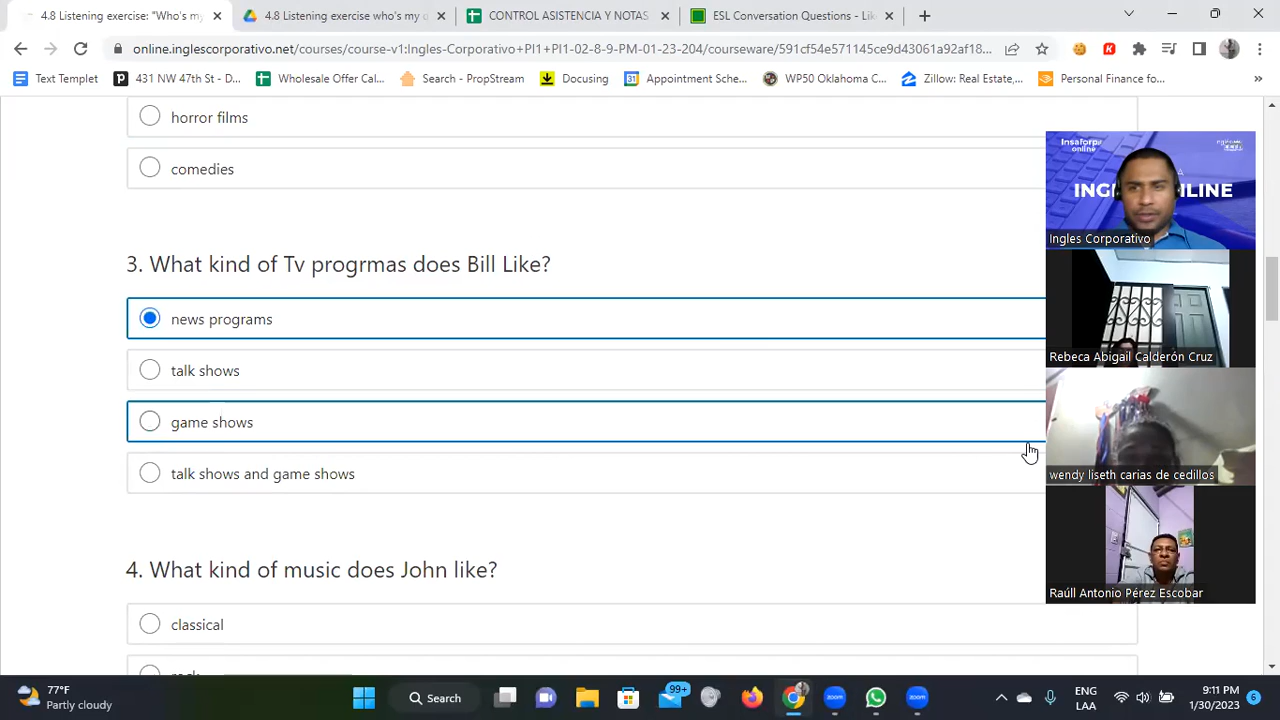 4.8 Listening exercise: "Who's my
4.8 Listening exercise who's my d
CONTROL ASISTENCIA Y NOTAS
ESL Conversation Questions - Lik
online.inglescorporativo.net/courses/course-v1:Ingles-Corporativo+PI1+PI1-02-8-9-PM-01-23-204/courseware/591cf54e571145ce9d43061a92af18...
Text Templet
431 NW 47th St - D...
Wholesale Offer Cal...
Search - PropStream
Docusing
Appointment Sche...
WP50 Oklahoma C...
Zillow: Real Estate,...
Personal Finance fo...
horror films
comedies
3. What kind of Tv progrmas does Bill Like?
news programs
talk shows
game shows
talk shows and game shows
4. What kind of music does John like?
classical
rock
Insaforp
online
Ingles Corporativo
Rebeca Abigail Calderón Cruz
wendy liseth carias de cedillos
Raúll Antonio Pérez Escobar
77°F
Partly cloudy
Search
99+
ENG
LAA
9:11 PM
1/30/2023
6